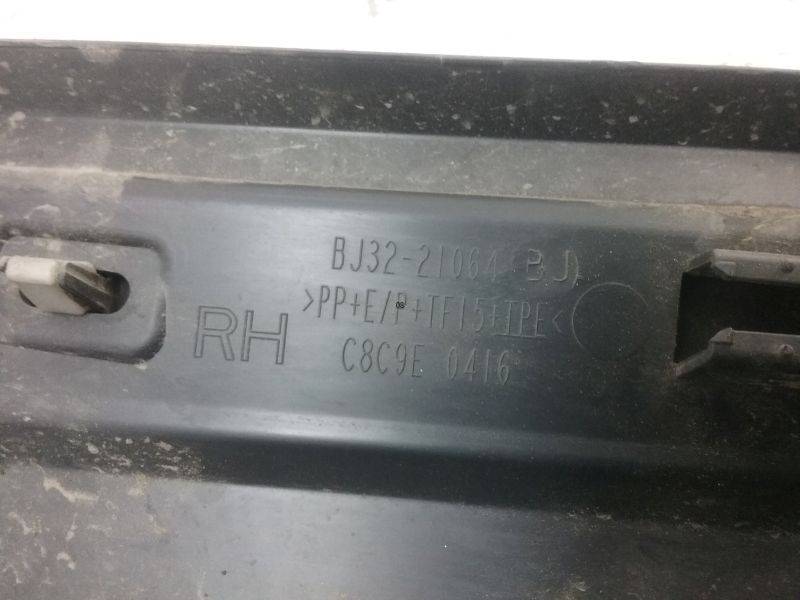 BJ32-21064 (BJ)
>PP+E/P+TF15+TPE<
RH
C8C9E 0416